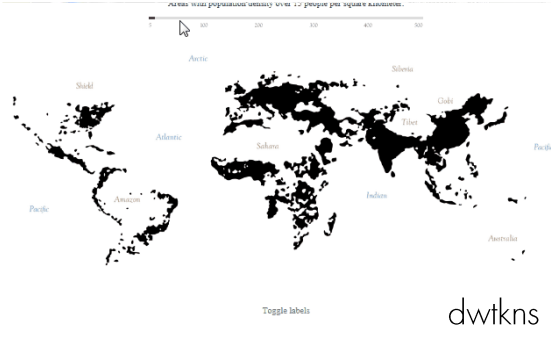 Areas with population density over 15 people per square kilometer.
0 100 200 300 400 500
Arctic
Siberia
Shield
Gobi
Tibet
Atlantic
Sahara
Pacifi
Indian
Amazon
Pacific
Australia
Toggle labels
dwtkns